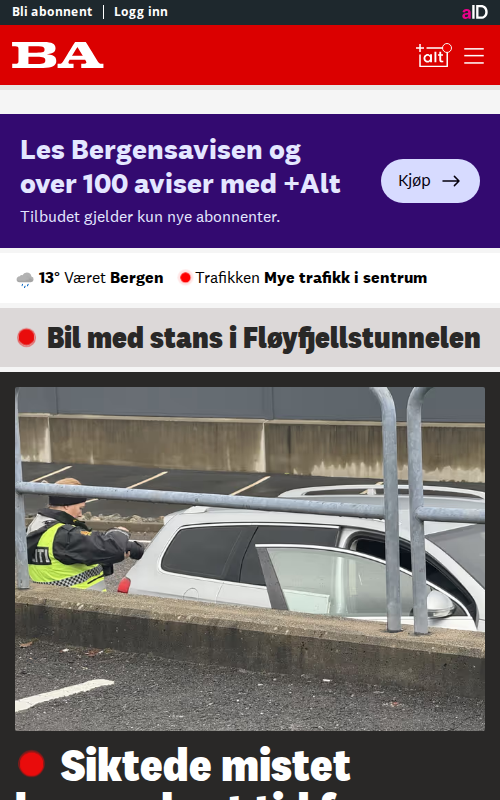 Bli abonnent | Logg inn
aID
BA
+alt
Les Bergensavisen og
over 100 aviser med +Alt
Kjøp
Tilbudet gjelder kun nye abonnenter.
13° Været Bergen Trafikken Mye trafikk i sentrum
Bil med stans i Fløyfjellstunnelen
Siktede mistet